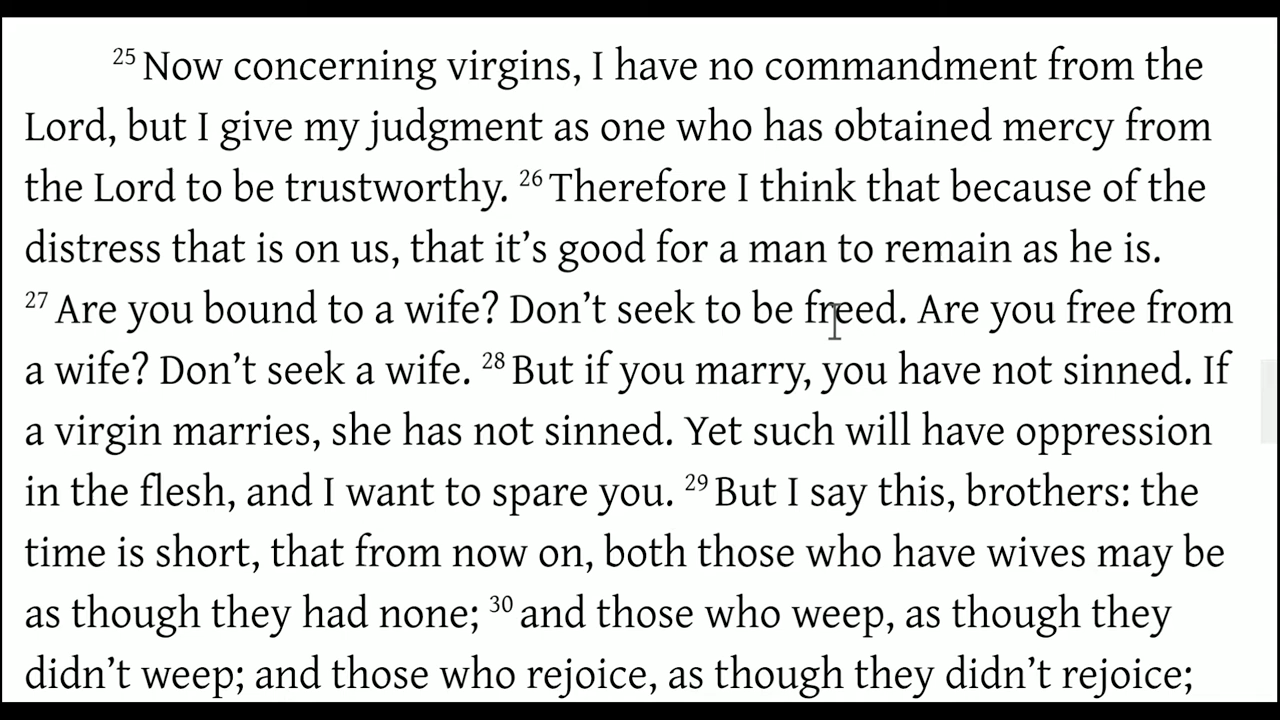 25 Now concerning virgins, I have no commandment from the
Lord, but I give my judgment as one who has obtained mercy from
the Lord to be trustworthy. 26 Therefore I think that because of the
distress that is on us, that it’s good for a man to remain as he is.
27 Are you bound to a wife? Don’t seek to be freed. Are you free from
a wife? Don’t seek a wife. 28 But if you marry, you have not sinned. If
a virgin marries, she has not sinned. Yet such will have oppression
in the flesh, and I want to spare you. 29 But I say this, brothers: the
time is short, that from now on, both those who have wives may be
as though they had none; 30 and those who weep, as though they
didn’t weep; and those who rejoice, as though they didn’t rejoice;